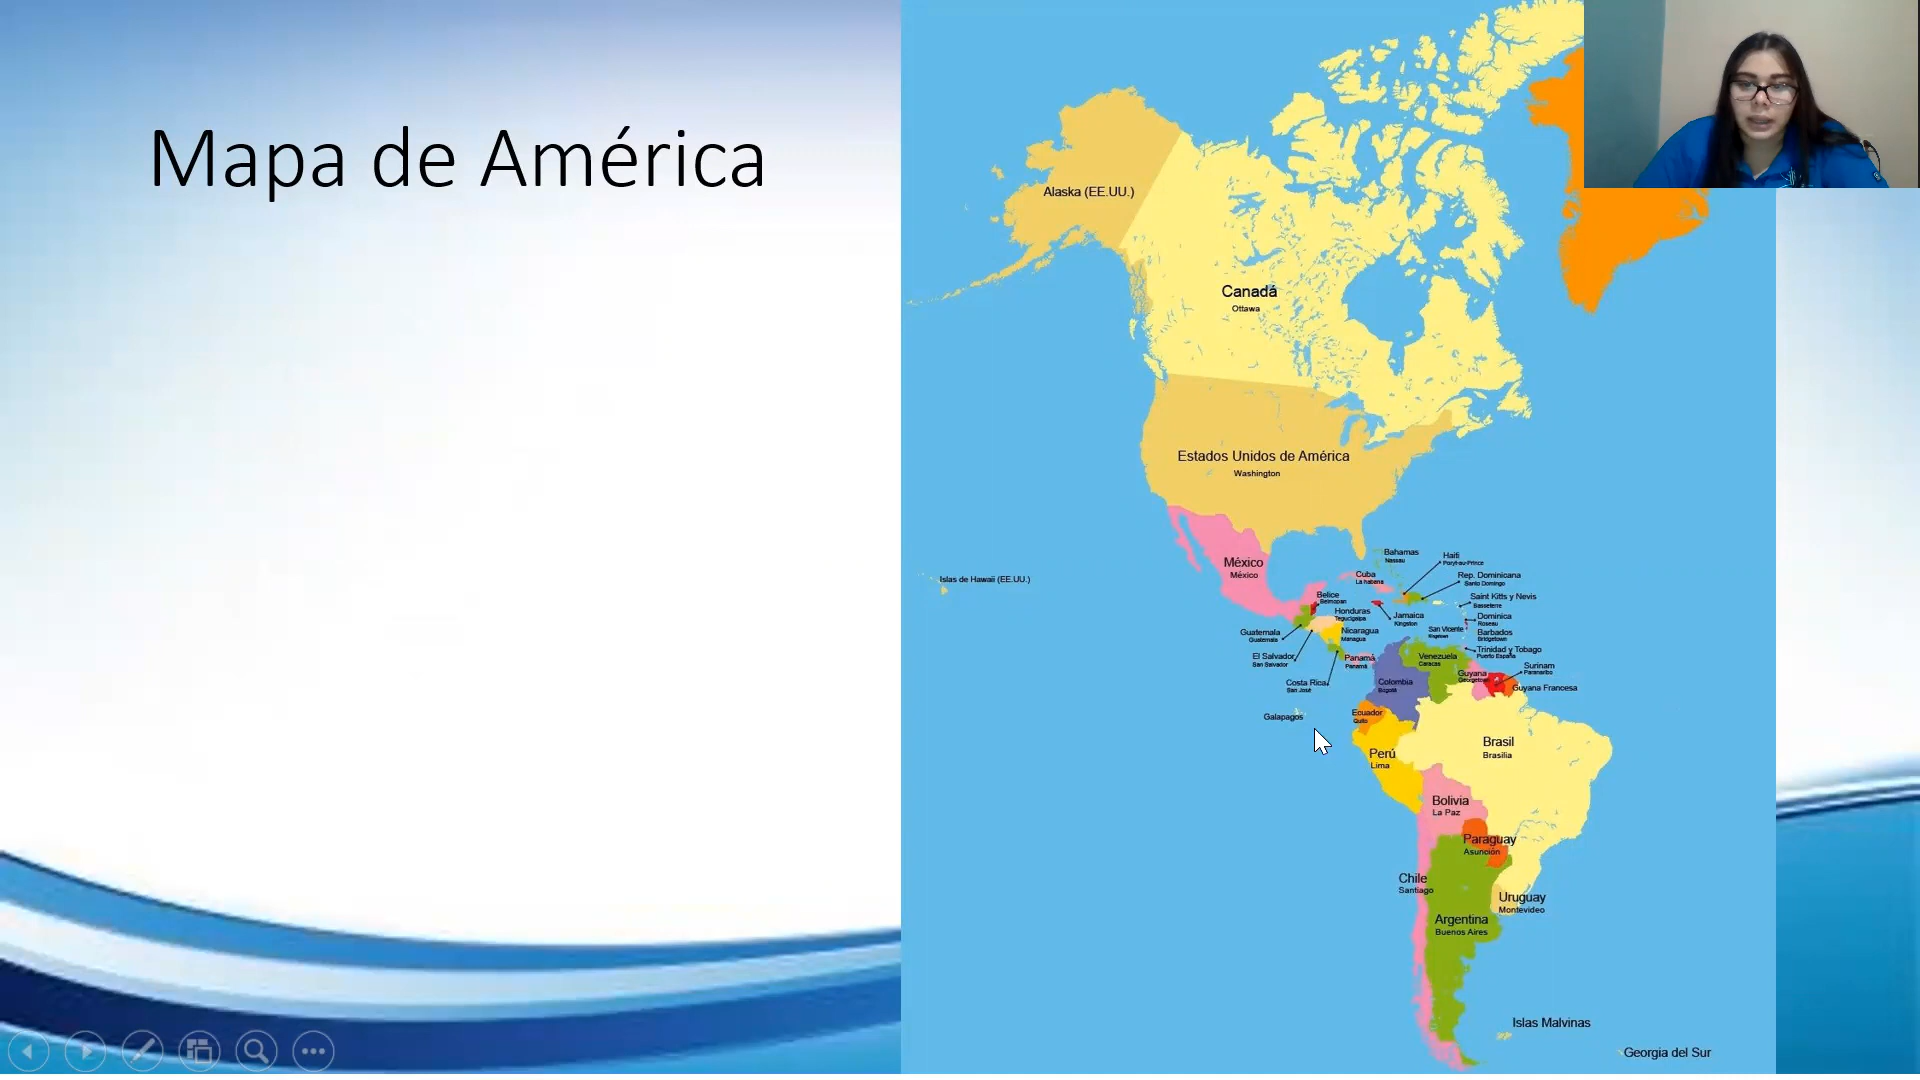 Mapa de América
Alaska (EE.UU.)
Canadá
Ottawa
Estados Unidos de América
Washington
México
México
Islas de Hawaii (EE.UU.)
Bahamas
Nassau
Haiti
Cuba
La habana
Rep. Dominicana
Santo Domingo
Belice
Belmopan
Saint Kitts y Nevis
Basseterre
Honduras
Tegucigalpa
Jamaica
Kingston
Dominica
Roseau
Guatemala
Guatemala
Nicaragua
Managua
San Vicente
Barbados
Bridgetown
El Salvador
San Salvador
Panamá
Panamá
Venezuela
Caracas
Trinidad y Tobago
Puerto España
Costa Rica
San José
Colombia
Bogotá
Guyana
Surinam
Paramaribo
Guyana Francesa
Galapagos
Ecuador
Quito
Perú
Lima
Brasil
Brasilia
Bolivia
La Paz
Paraguay
Asunción
Chile
Santiago
Uruguay
Montevideo
Argentina
Buenos Aires
Islas Malvinas
Georgia del Sur